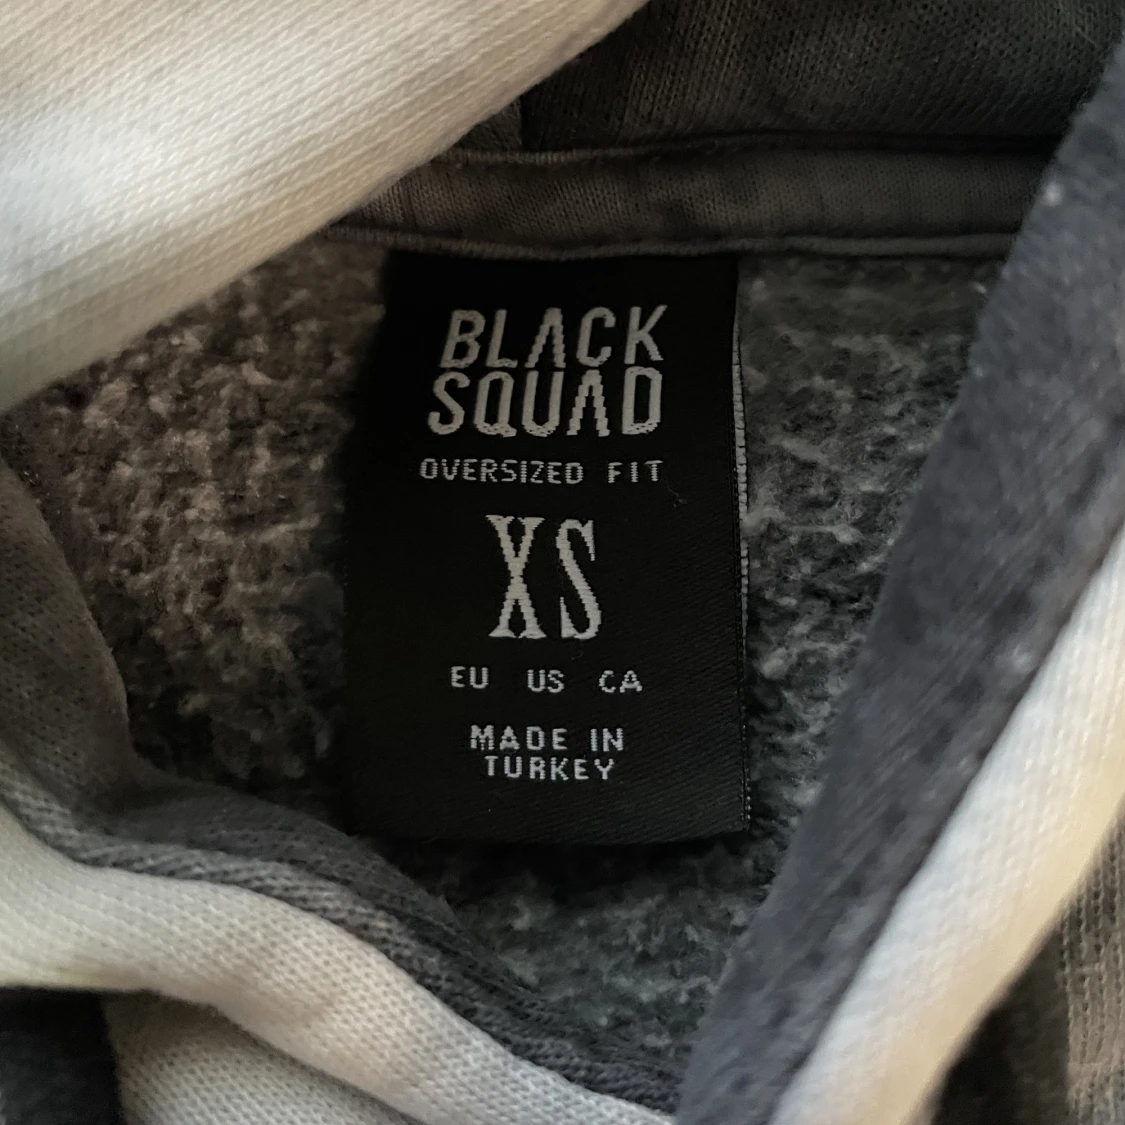 BLACK
SQUAD
OVERSIZED FIT
XS
EU US CA
MADE IN
TURKEY